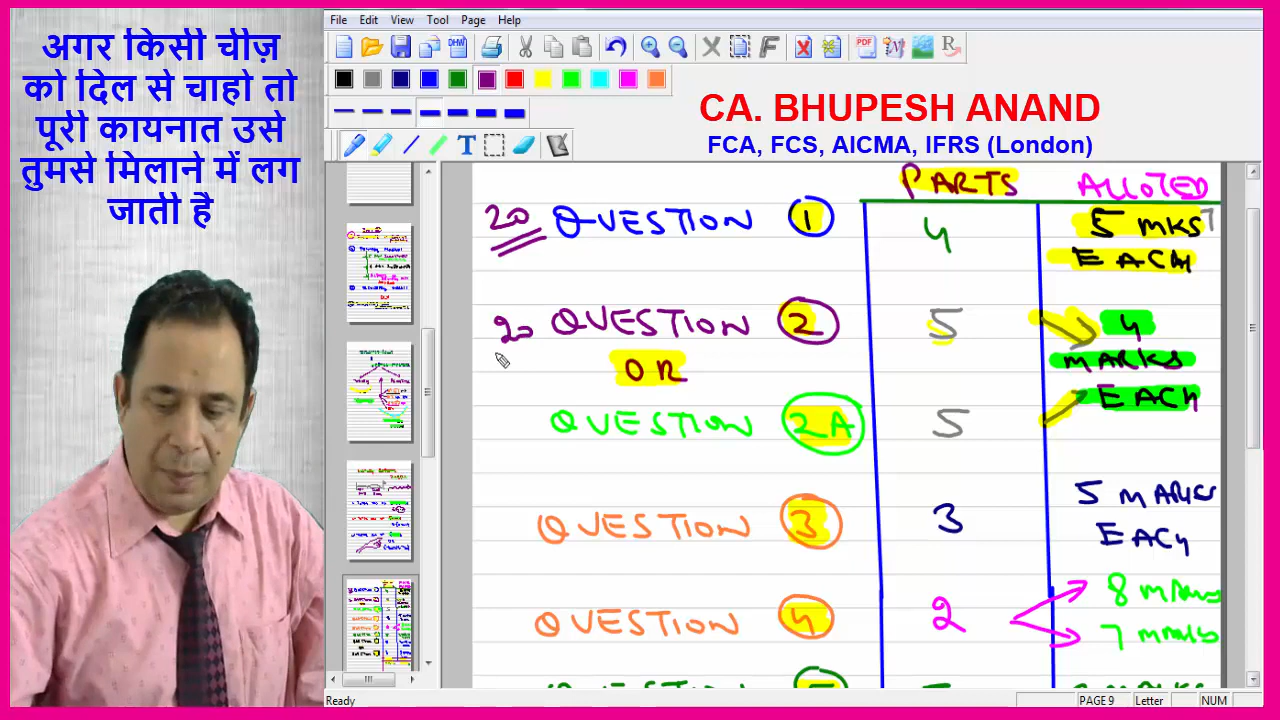 अगर किसी चीज़
को दिल से चाहो तो
पूरी कायनात उसे
तुमसे मिलाने में लग
जाती है
File Edit View Tool Page Help
CA. BHUPESH ANAND
FCA, FCS, AICMA, IFRS (London)
PARTS ALLOTED
20 QUESTION 1 4 5 MKS
EACH
20 QUESTION 2 5 4
OR MARKS
EACH
QUESTION 2A 5
QUESTION 3 3 5 MARKS
EACH
QUESTION 4 2 8 MARKS
7 MARKS
Ready PAGE 9 Letter NUM